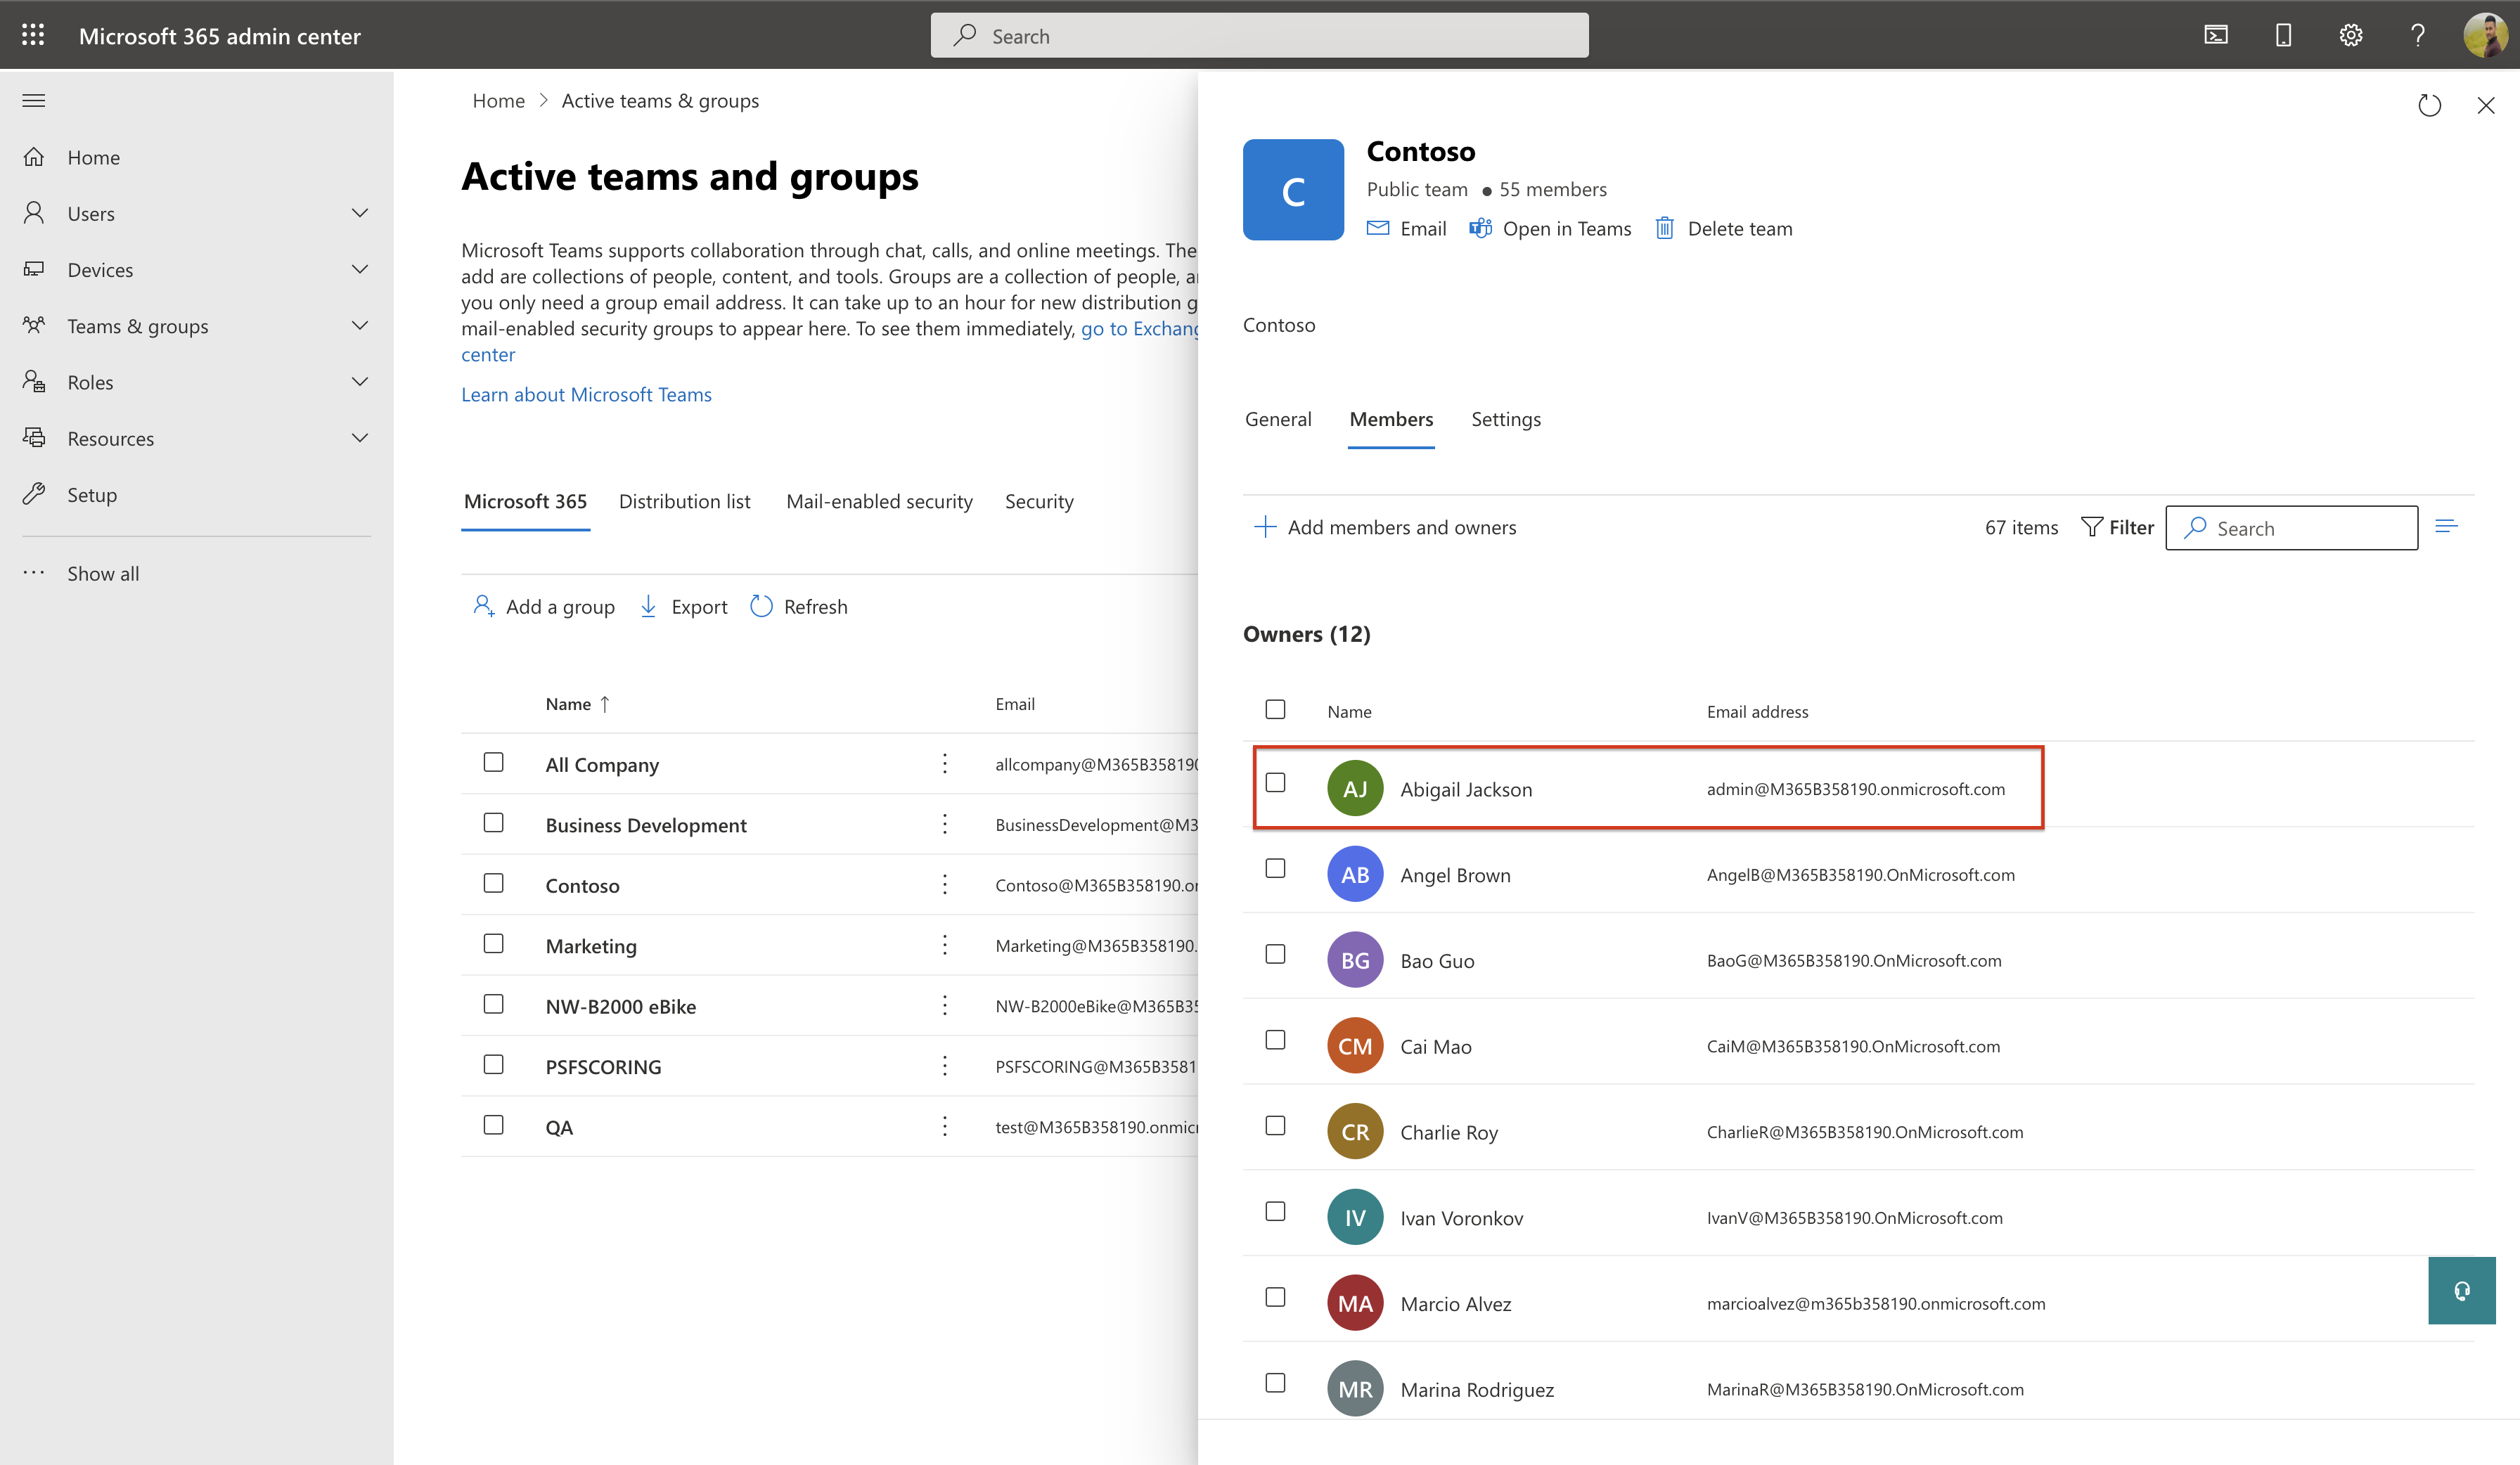 Microsoft 365 admin center
Search
Home
Users
Devices
Teams & groups
Roles
Resources
Setup
Show all
Home > Active teams & groups
Active teams and groups
Microsoft Teams supports collaboration through chat, calls, and online meetings. The
add are collections of people, content, and tools. Groups are a collection of people, a
you only need a group email address. It can take up to an hour for new distribution g
mail-enabled security groups to appear here. To see them immediately, go to Exchang
center
Learn about Microsoft Teams
Microsoft 365 Distribution list Mail-enabled security Security
Add a group Export Refresh
Name ↑ Email
All Company allcompany@M365B358190
Business Development BusinessDevelopment@M3
Contoso Contoso@M365B358190.or
Marketing Marketing@M365B358190.
NW-B2000 eBike NW-B2000eBike@M365B35
PSFSCORING PSFSCORING@M365B3581
QA test@M365B358190.onmicr
C
Contoso
Public team ● 55 members
Email Open in Teams Delete team
Contoso
General Members Settings
Add members and owners 67 items Filter Search
Owners (12)
Name Email address
AJ Abigail Jackson admin@M365B358190.onmicrosoft.com
AB Angel Brown AngelB@M365B358190.OnMicrosoft.com
BG Bao Guo BaoG@M365B358190.OnMicrosoft.com
CM Cai Mao CaiM@M365B358190.OnMicrosoft.com
CR Charlie Roy CharlieR@M365B358190.OnMicrosoft.com
IV Ivan Voronkov IvanV@M365B358190.OnMicrosoft.com
MA Marcio Alvez marcioalvez@m365b358190.onmicrosoft.com
MR Marina Rodriguez MarinaR@M365B358190.OnMicrosoft.com